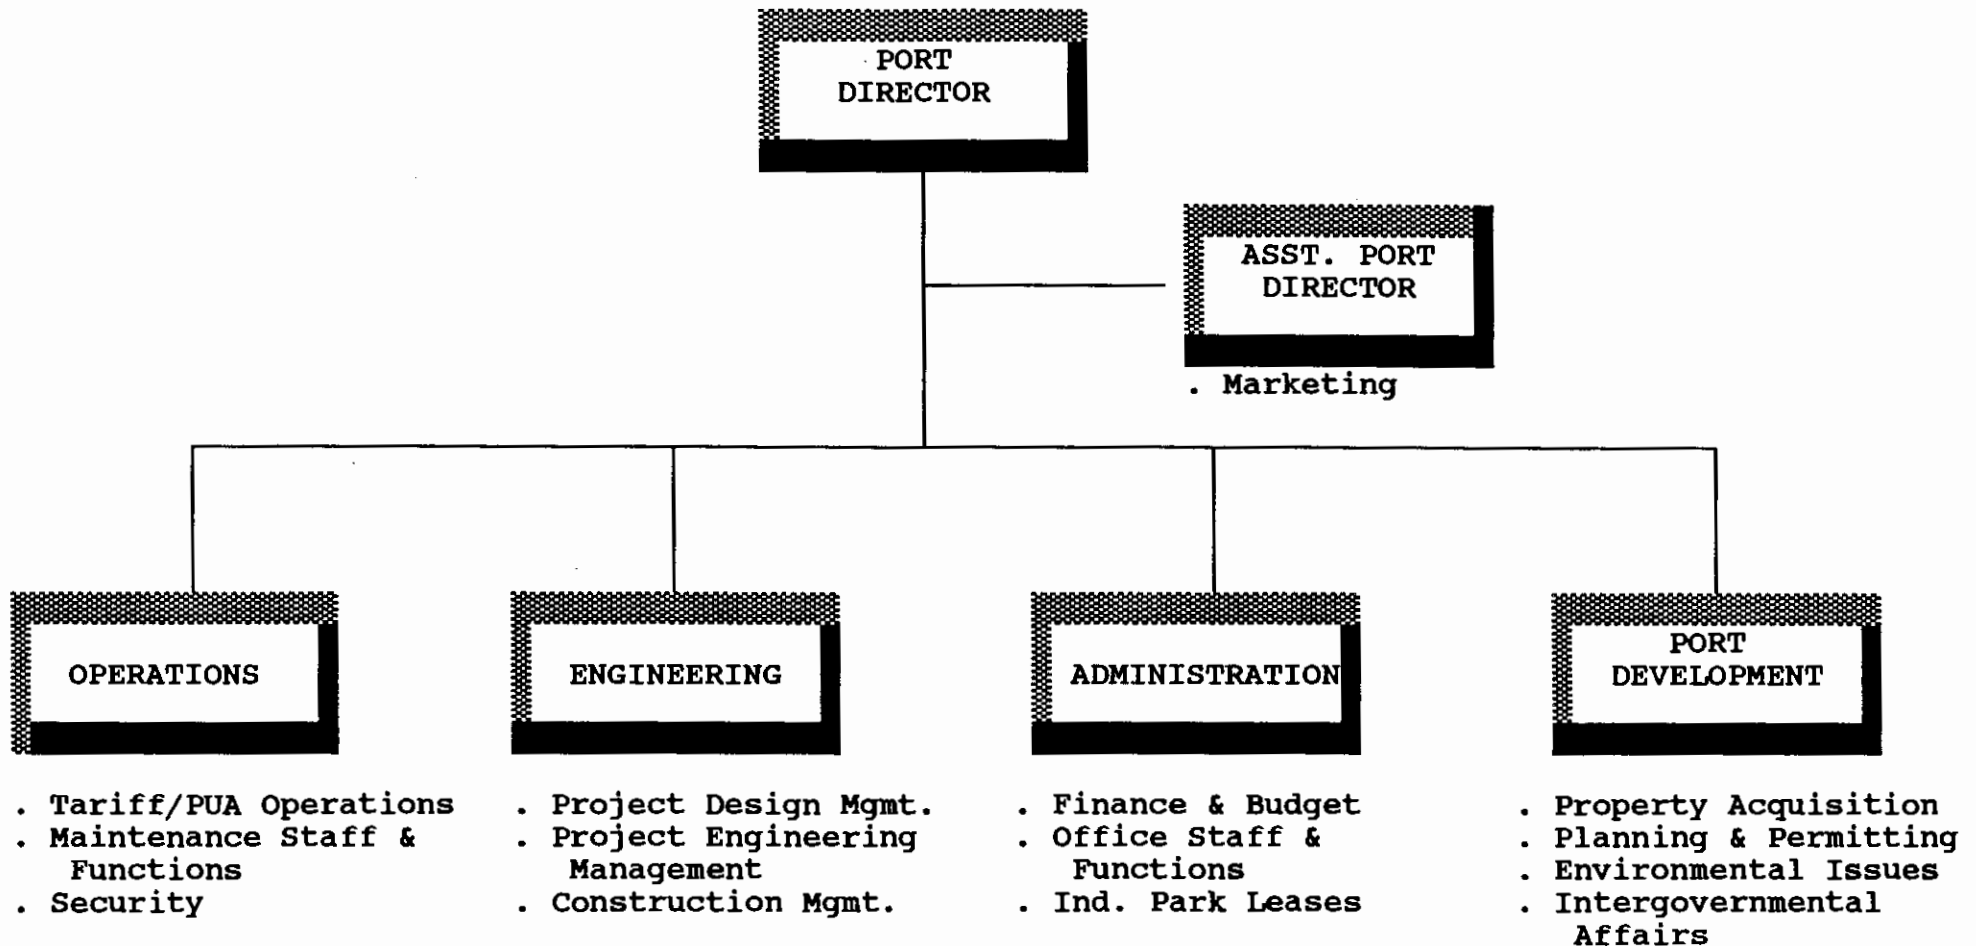 PORT
DIRECTOR
ASST. PORT
DIRECTOR
. Marketing
OPERATIONS
. Tariff/PUA Operations
. Maintenance Staff &
Functions
. Security
ENGINEERING
. Project Design Mgmt.
. Project Engineering
Management
. Construction Mgmt.
ADMINISTRATION
. Finance & Budget
. Office Staff &
Functions
. Ind. Park Leases
PORT
DEVELOPMENT
. Property Acquisition
. Planning & Permitting
. Environmental Issues
. Intergovernmental
Affairs